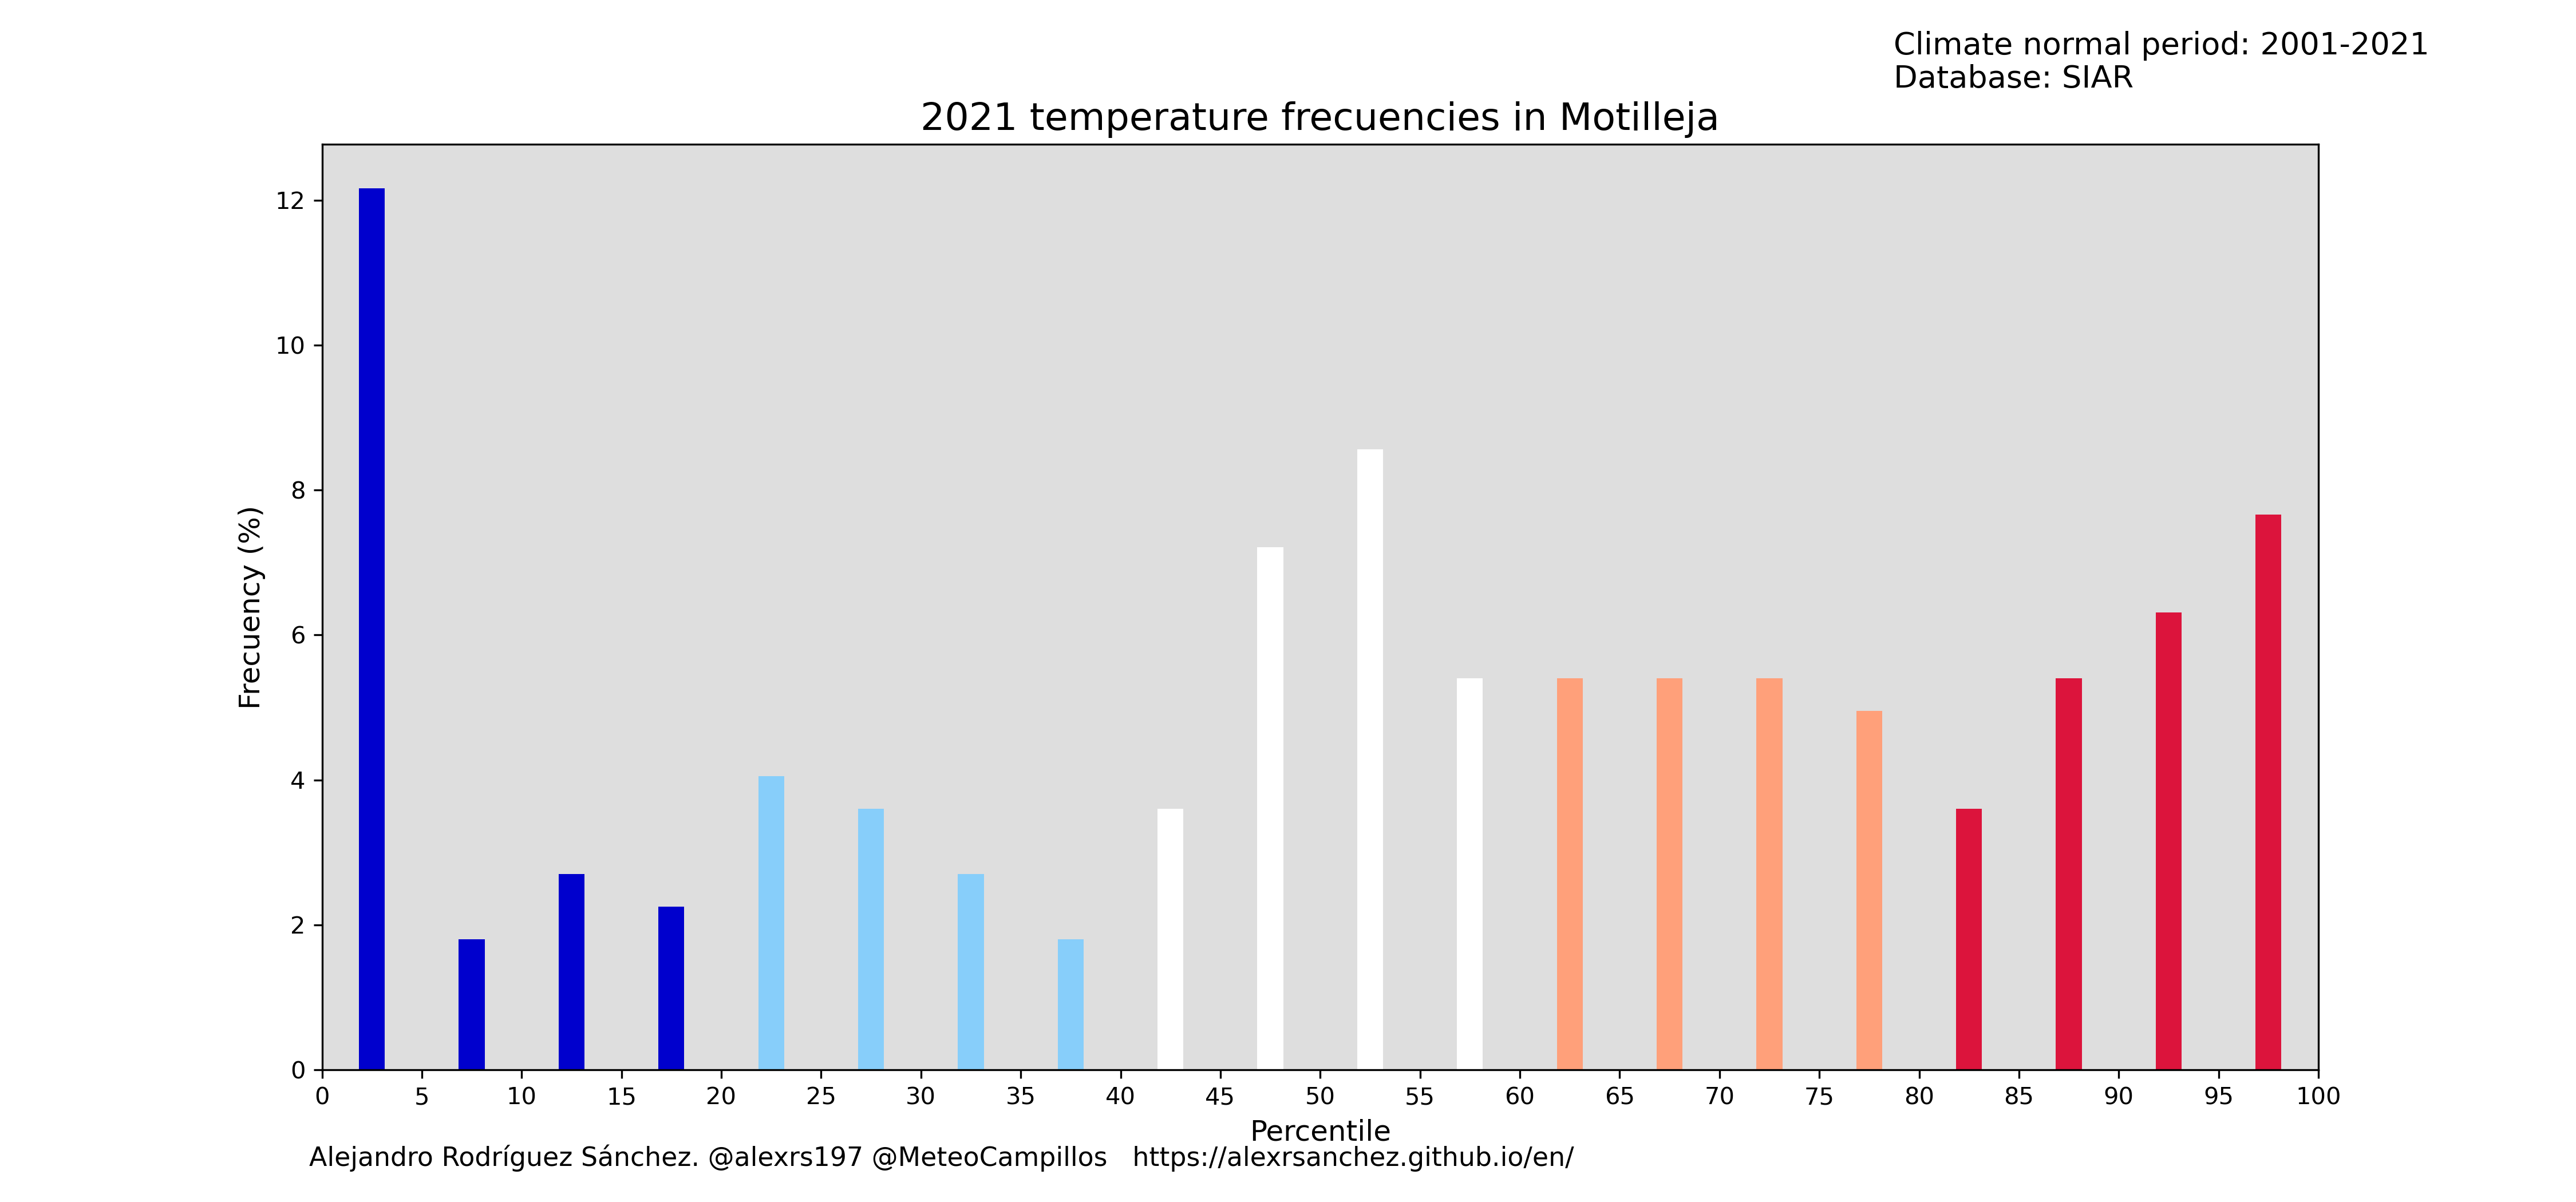 Climate normal period: 2001-2021
Database: SIAR
2021 temperature frecuencies in Motilleja
12
10
8
6
4
2
0
Frecuency (%)
0 5 10 15 20 25 30 35 40 45 50 55 60 65 70 75 80 85 90 95 100
Percentile
Alejandro Rodríguez Sánchez. @alexrs197 @MeteoCampillos https://alexrsanchez.github.io/en/